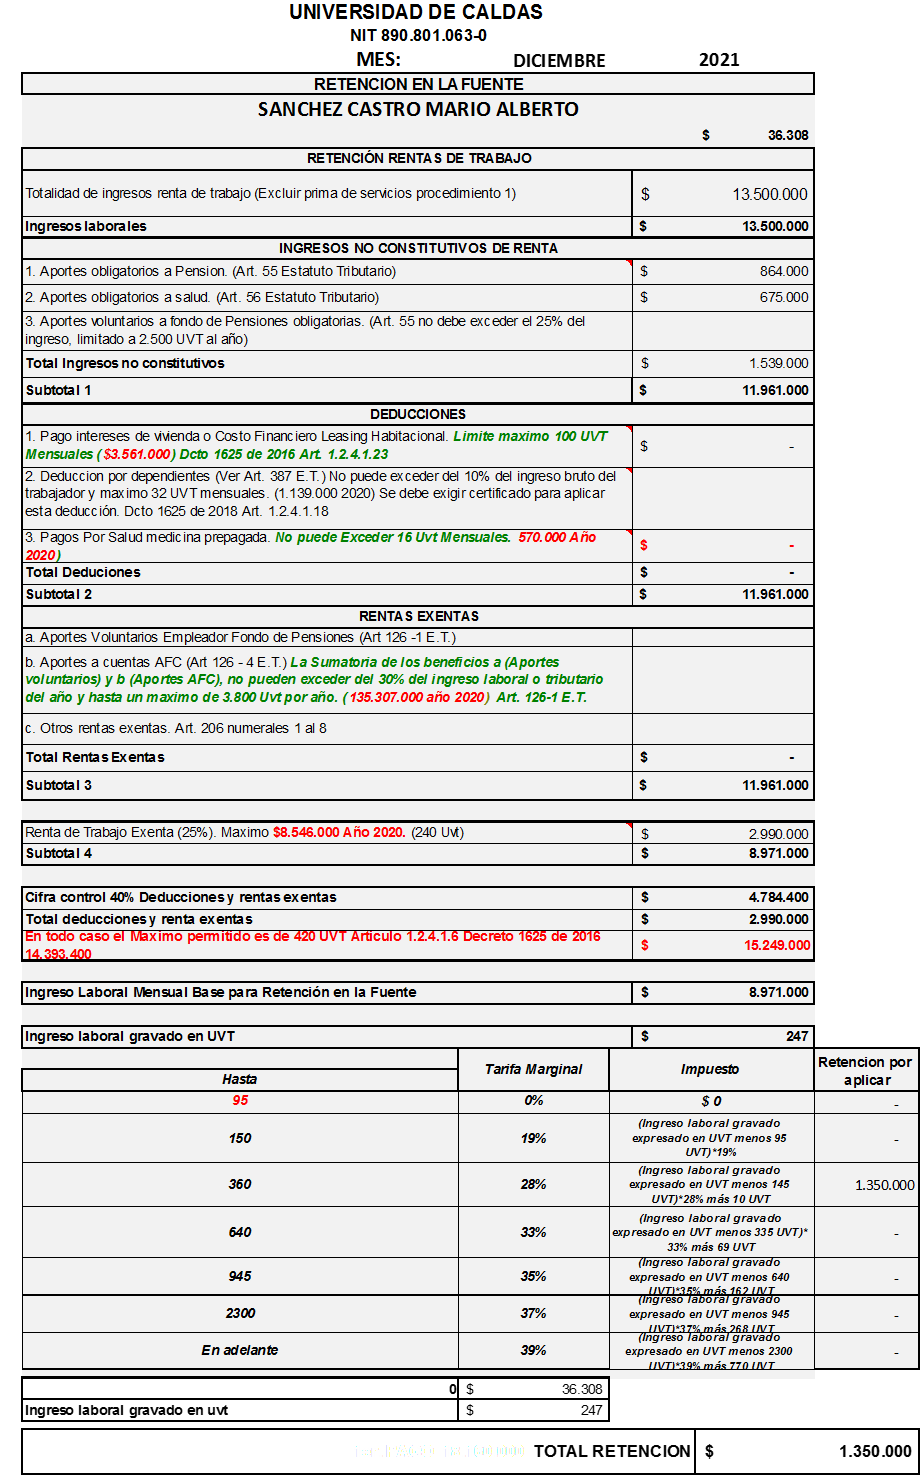 UNIVERSIDAD DE CALDAS
NIT 890.801.063-0
MES: DICIEMBRE 2021
RETENCION EN LA FUENTE
SANCHEZ CASTRO MARIO ALBERTO
$ 36.308
RETENCIÓN RENTAS DE TRABAJO
Totalidad de ingresos renta de trabajo (Excluir prima de servicios procedimiento 1) $ 13.500.000
Ingresos laborales $ 13.500.000
INGRESOS NO CONSTITUTIVOS DE RENTA
1. Aportes obligatorios a Pension. (Art. 55 Estatuto Tributario) $ 864.000
2. Aportes obligatorios a salud. (Art. 56 Estatuto Tributario) $ 675.000
3. Aportes voluntarios a fondo de Pensiones obligatorias. (Art. 55 no debe exceder el 25% del
ingreso, limitado a 2.500 UVT al año)
Total Ingresos no constitutivos $ 1.539.000
Subtotal 1 $ 11.961.000
DEDUCCIONES
1. Pago intereses de vivienda o Costo Financiero Leasing Habitacional. Limite maximo 100 UVT
Mensuales ( $3.561.000) Dcto 1625 de 2016 Art. 1.2.4.1.23 $ -
2. Deduccion por dependientes (Ver Art. 387 E.T.) No puede exceder del 10% del ingreso bruto del
trabajador y maximo 32 UVT mensuales. (1.139.000 2020) Se debe exigir certificado para aplicar
esta deducción. Dcto 1625 de 2018 Art. 1.2.4.1.18
3. Pagos Por Salud medicina prepagada. No puede Exceder 16 Uvt Mensuales. 570.000 Año
2020) $ -
Total Deduciones $ -
Subtotal 2 $ 11.961.000
RENTAS EXENTAS
a. Aportes Voluntarios Empleador Fondo de Pensiones (Art 126 -1 E.T.)
b. Aportes a cuentas AFC (Art 126 - 4 E.T.) La Sumatoria de los beneficios a (Aportes
voluntarios) y b (Aportes AFC), no pueden exceder del 30% del ingreso laboral o tributario
del año y hasta un maximo de 3.800 Uvt por año. ( 135.307.000 año 2020) Art. 126-1 E.T.
c. Otros rentas exentas. Art. 206 numerales 1 al 8
Total Rentas Exentas $ -
Subtotal 3 $ 11.961.000
Renta de Trabajo Exenta (25%). Maximo $8.546.000 Año 2020. (240 Uvt) $ 2.990.000
Subtotal 4 $ 8.971.000
Cifra control 40% Deducciones y rentas exentas $ 4.784.400
Total deducciones y renta exentas $ 2.990.000
En todo caso el Maximo permitido es de 420 UVT Articulo 1.2.4.1.6 Decreto 1625 de 2016
14.393.400 $ 15.249.000
Ingreso Laboral Mensual Base para Retención en la Fuente $ 8.971.000
Ingreso laboral gravado en UVT $ 247
Hasta Tarifa Marginal Impuesto Retencion por
aplicar
95 0% $ 0 -
150 19% (Ingreso laboral gravado
expresado en UVT menos 95
UVT)*19% -
360 28% (Ingreso laboral gravado
expresado en UVT menos 145
UVT)*28% más 10 UVT 1.350.000
640 33% (Ingreso laboral gravado
expresado en UVT menos 335 UVT)*
33% más 69 UVT -
945 35% (Ingreso laboral gravado
expresado en UVT menos 640
UVT)*35% más 162 UVT -
2300 37% (Ingreso laboral gravado
expresado en UVT menos 945
UVT)*37% más 268 UVT -
En adelante 39% (Ingreso laboral gravado
expresado en UVT menos 2300
UVT)*39% más 770 UVT -
0 $ 36.308
Ingreso laboral gravado en uvt $ 247
TOTAL RETENCION $ 1.350.000